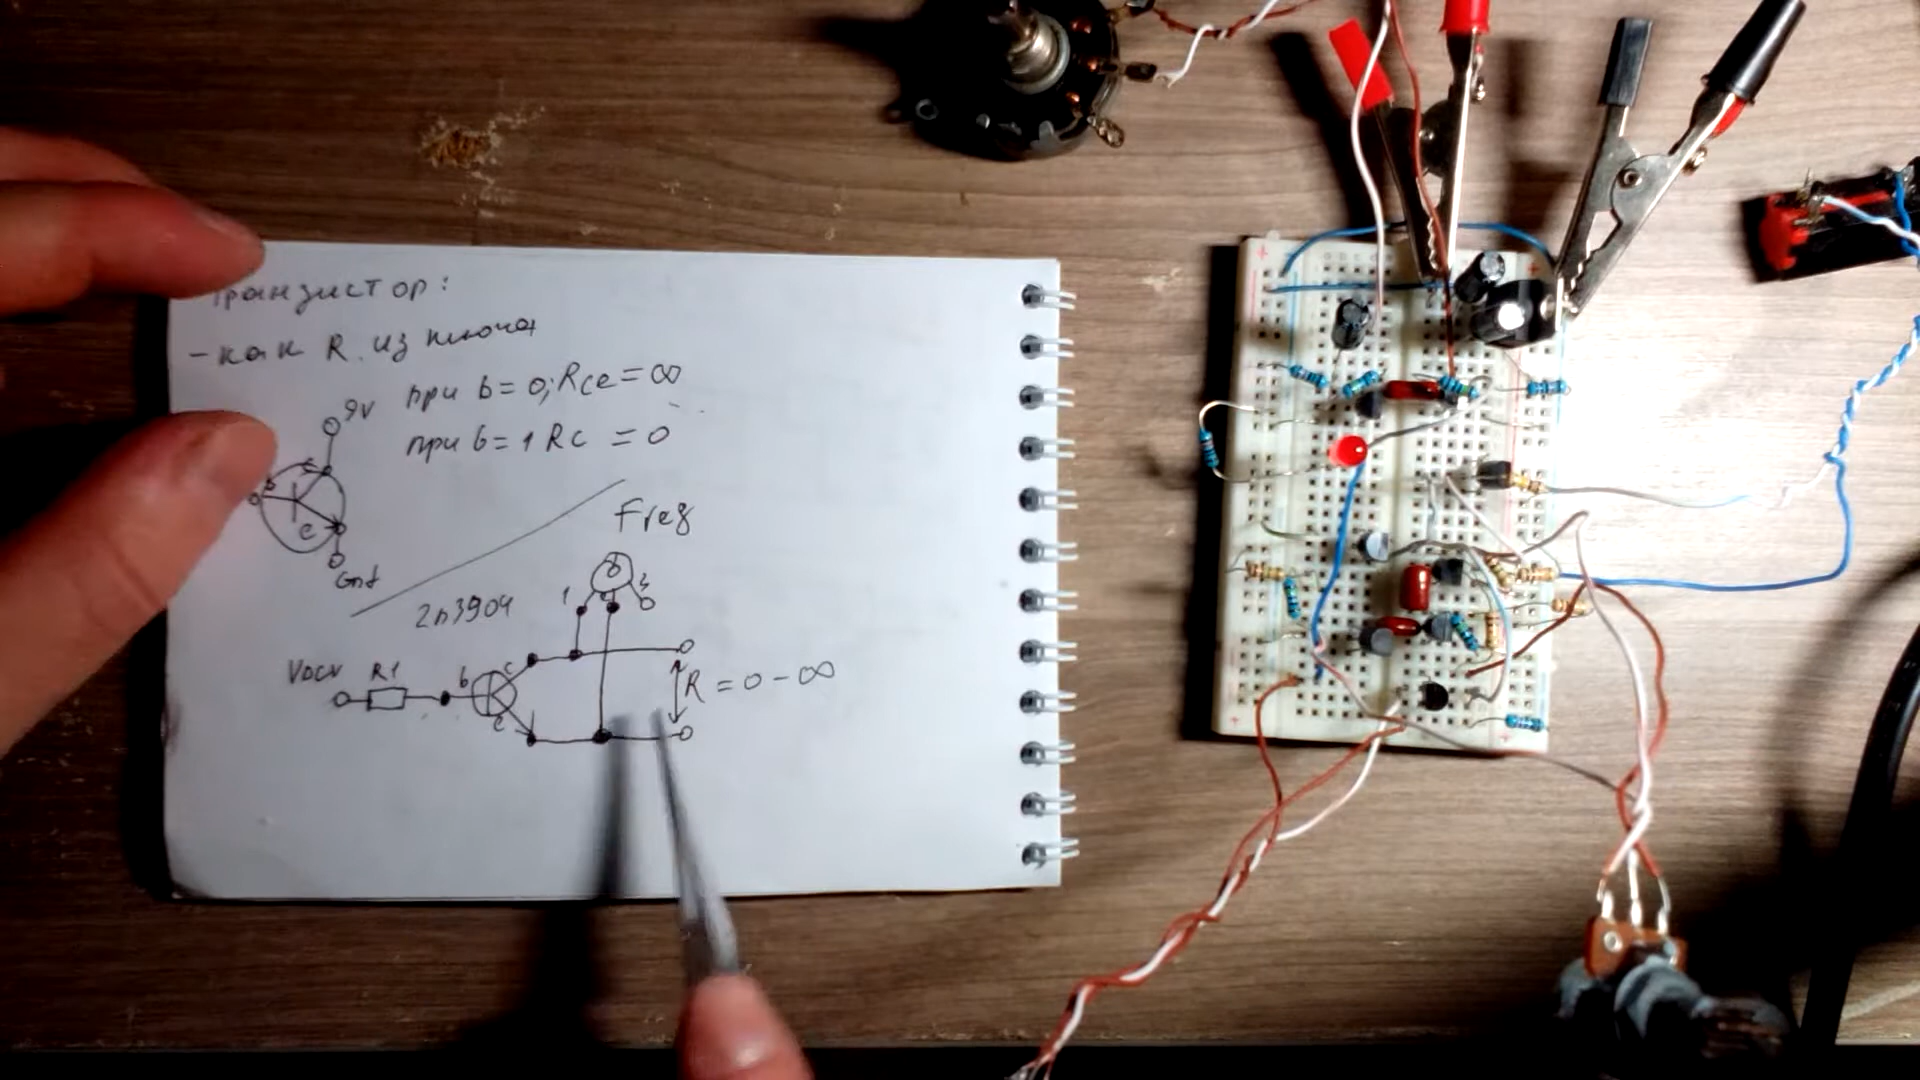 Транзистор:
- как R из ключа
при b = 0; Rce = ∞
при b = 1 Rc = 0
9v
c
b
e
Gnd
Freq
1
3
2n3904
R1
b
c
e
R = 0 - ∞